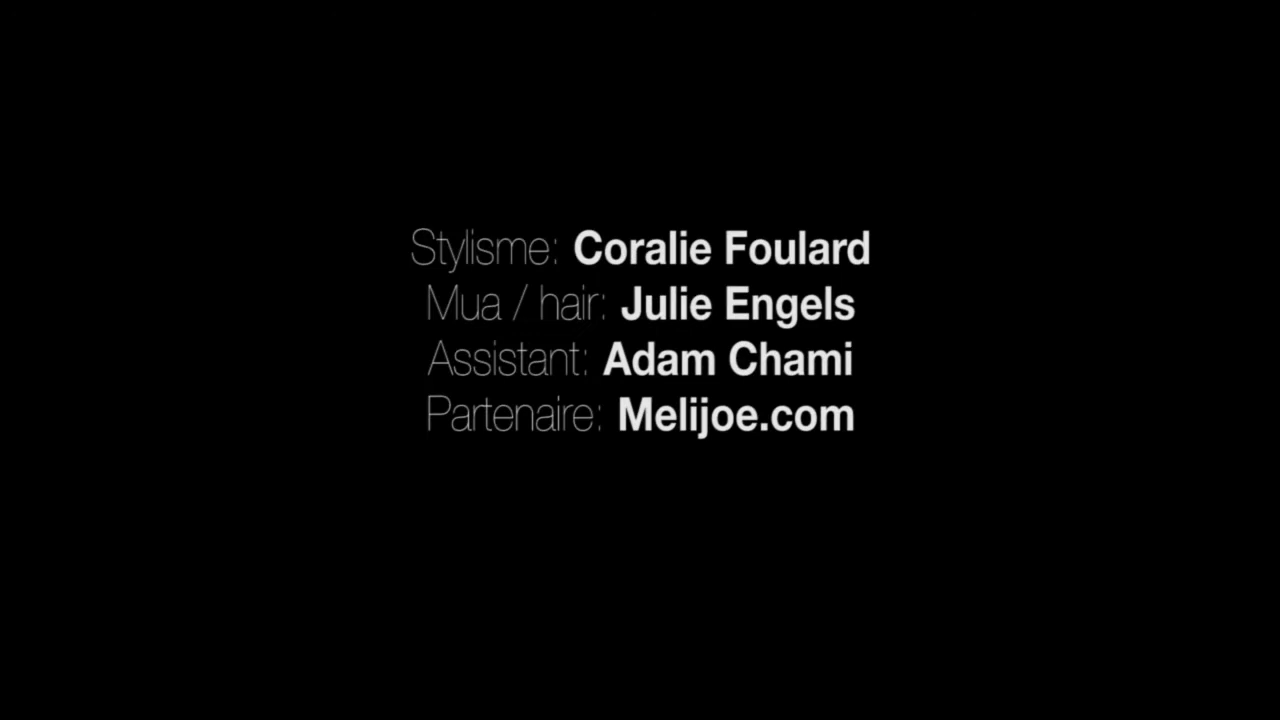 Stylisme: Coralie Foulard
Mua / hair: Julie Engels
Assistant: Adam Chami
Partenaire: Melijoe.com